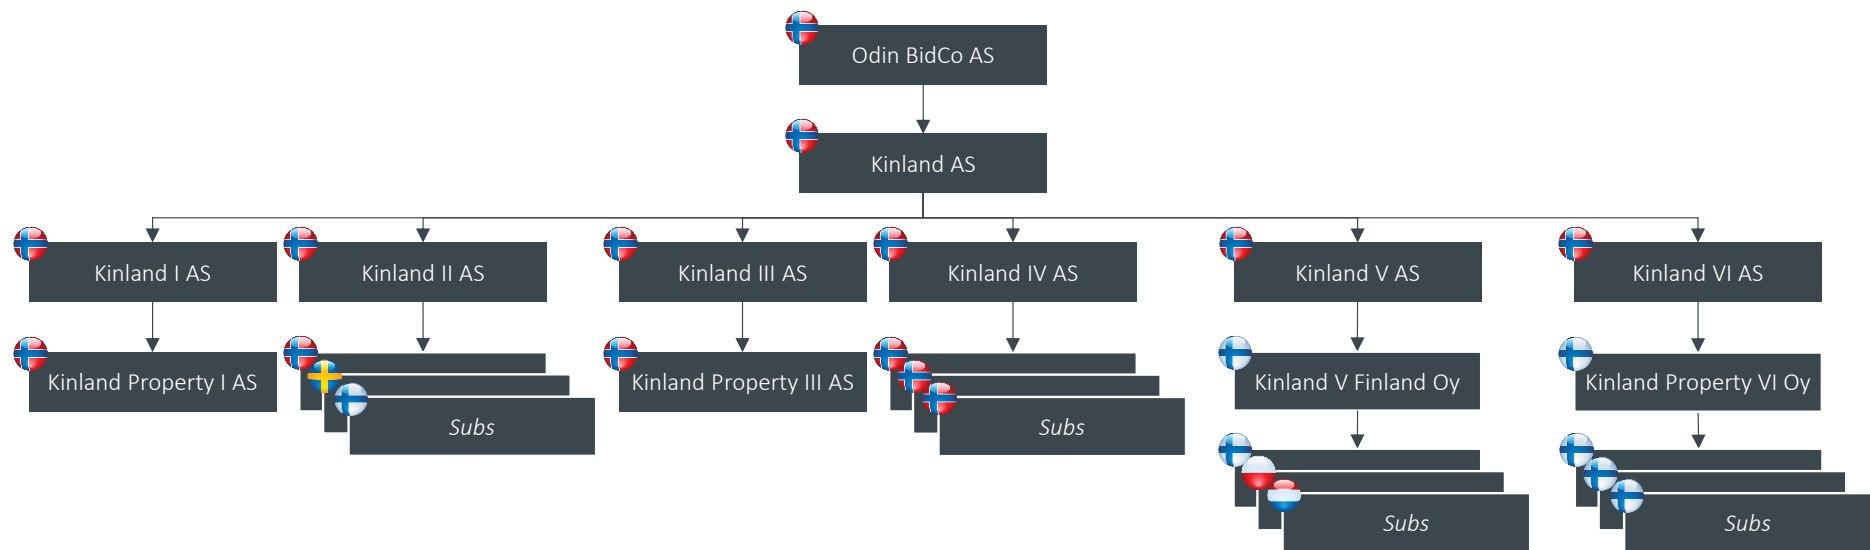 Odin BidCo AS
Kinland AS
Kinland I AS
Kinland II AS
Kinland III AS
Kinland IV AS
Kinland V AS
Kinland VI AS
Kinland Property I AS
Kinland Property III AS
Kinland V Finland Oy
Kinland Property VI Oy
Subs
Subs
Subs
Subs